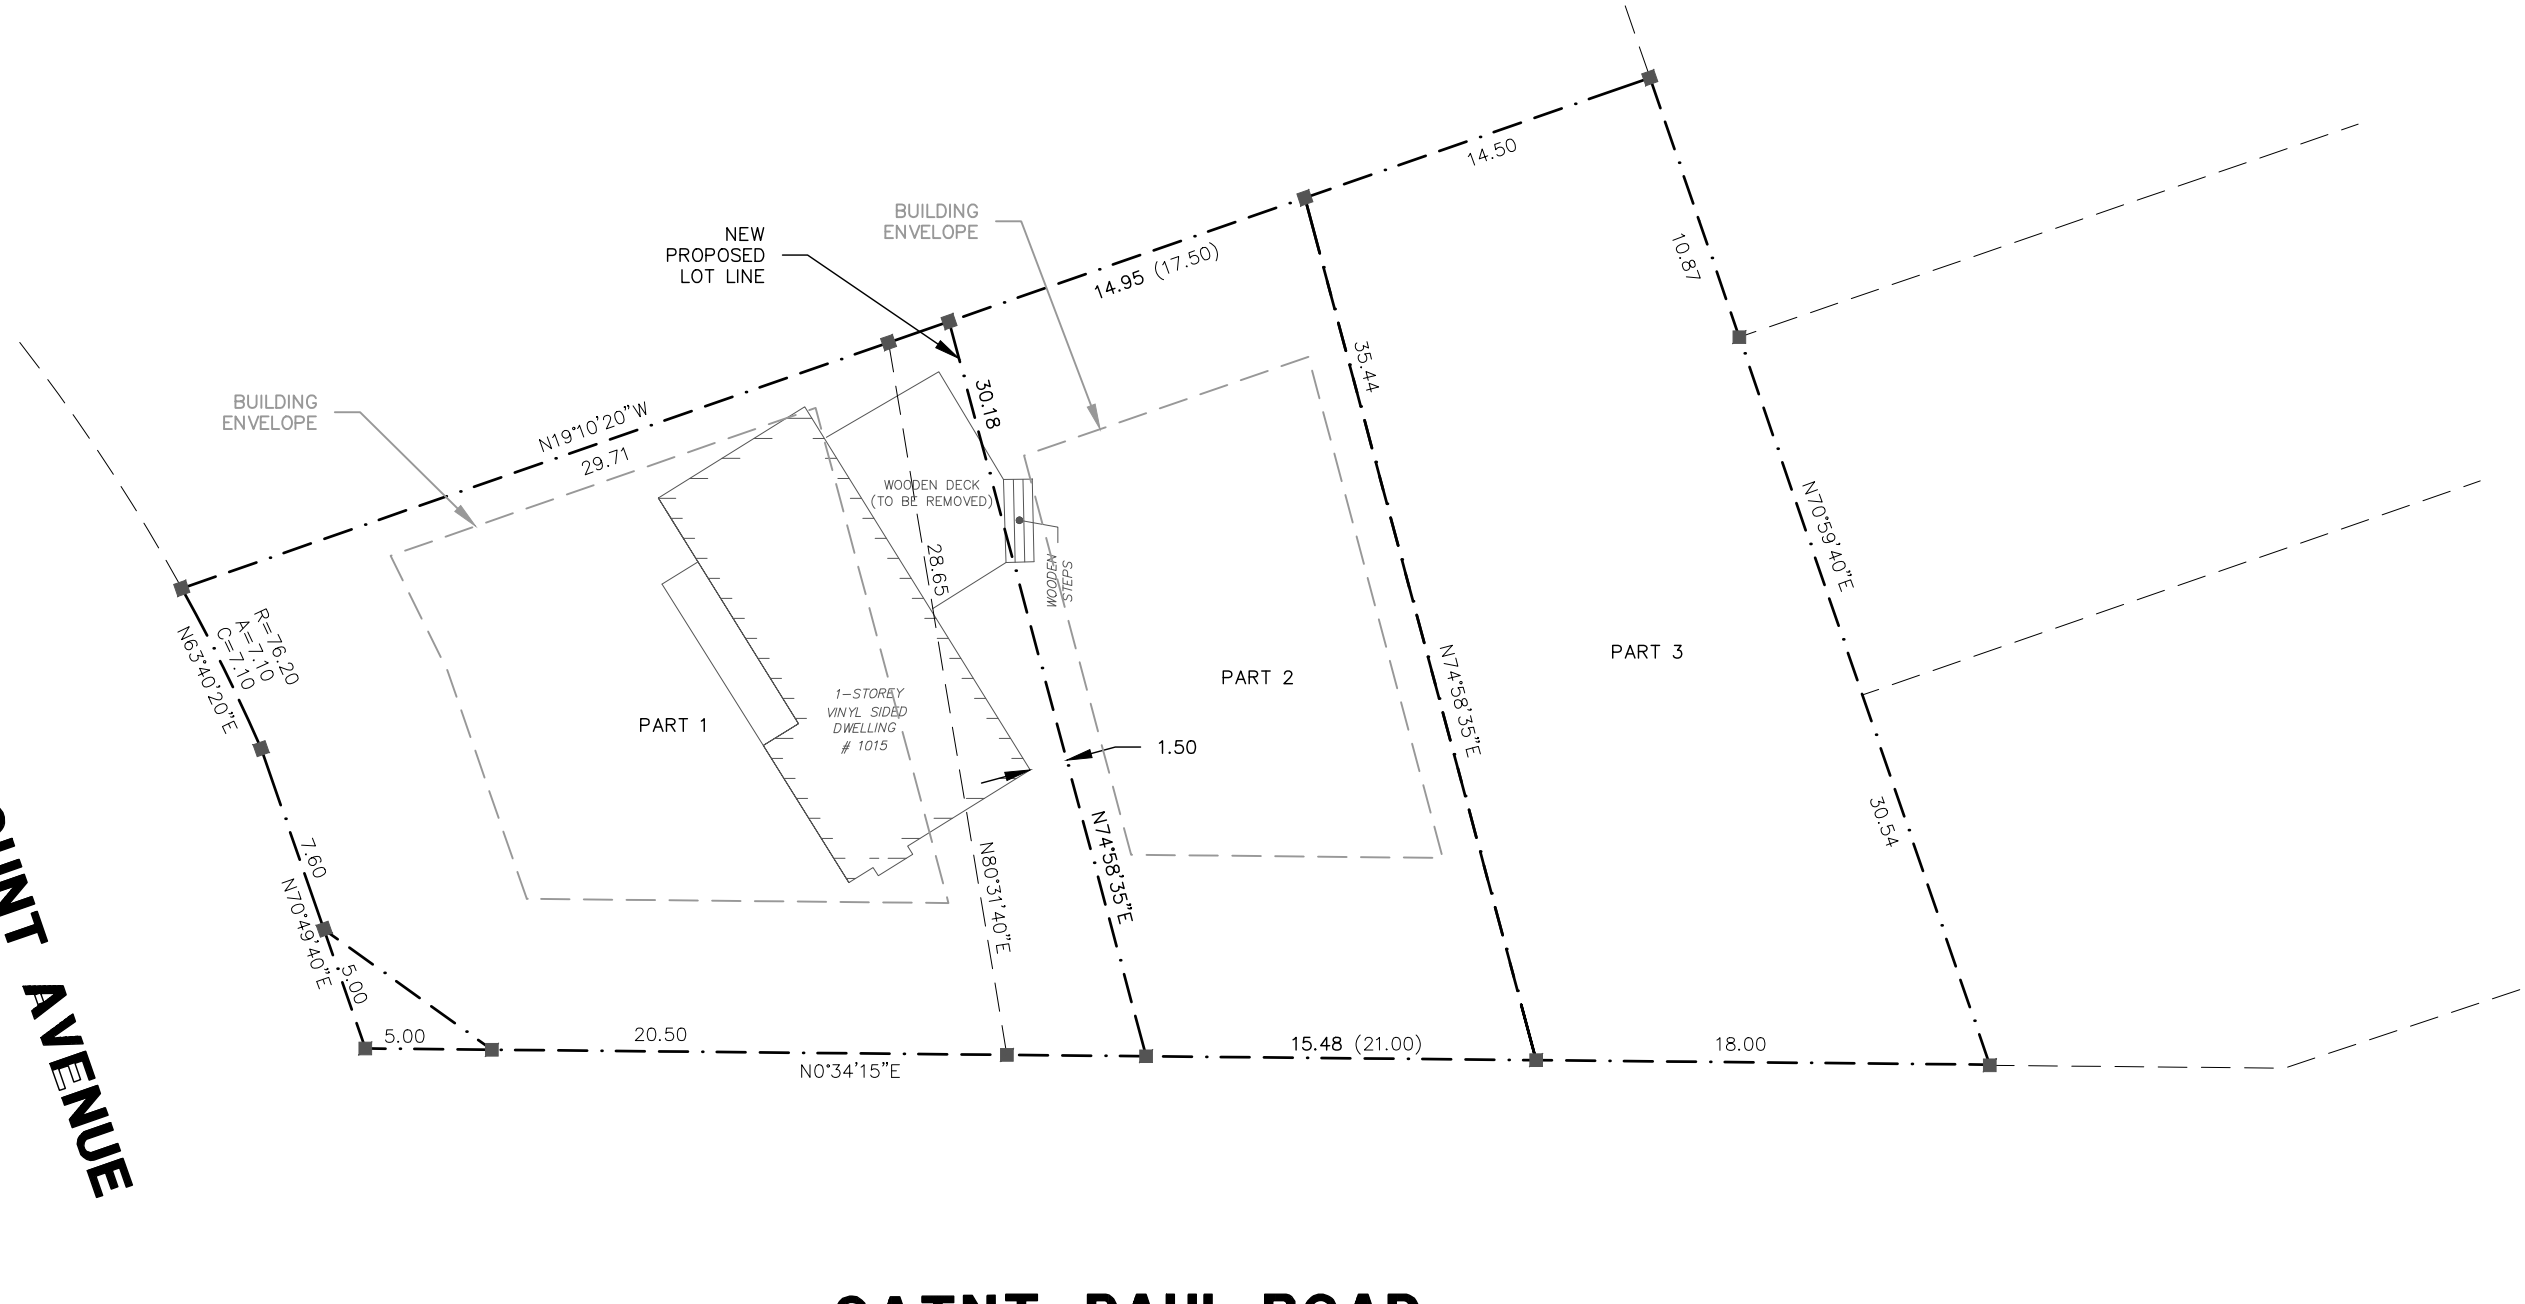 14.50
BUILDING
ENVELOPE
NEW
PROPOSED
LOT LINE
14.95 (17.50)
10.87
BUILDING
ENVELOPE
N19°10'20"W
29.71
30.18
35.44
WOODEN DECK
(TO BE REMOVED)
28.65
WOODEN
STEPS
N70°59'40"E
R=76.20
A=7.10
C=7.10
N63°40'20"E
PART 1
1-STOREY
VINYL SIDED
DWELLING
# 1015
PART 2
PART 3
N74°58'35"E
1.50
7.60
N70°49'40"E
5.00
N80°31'40"E
N74°58'35"E
30.54
5.00
20.50
N0°34'15"E
15.48 (21.00)
18.00
AVENUE
ROAD